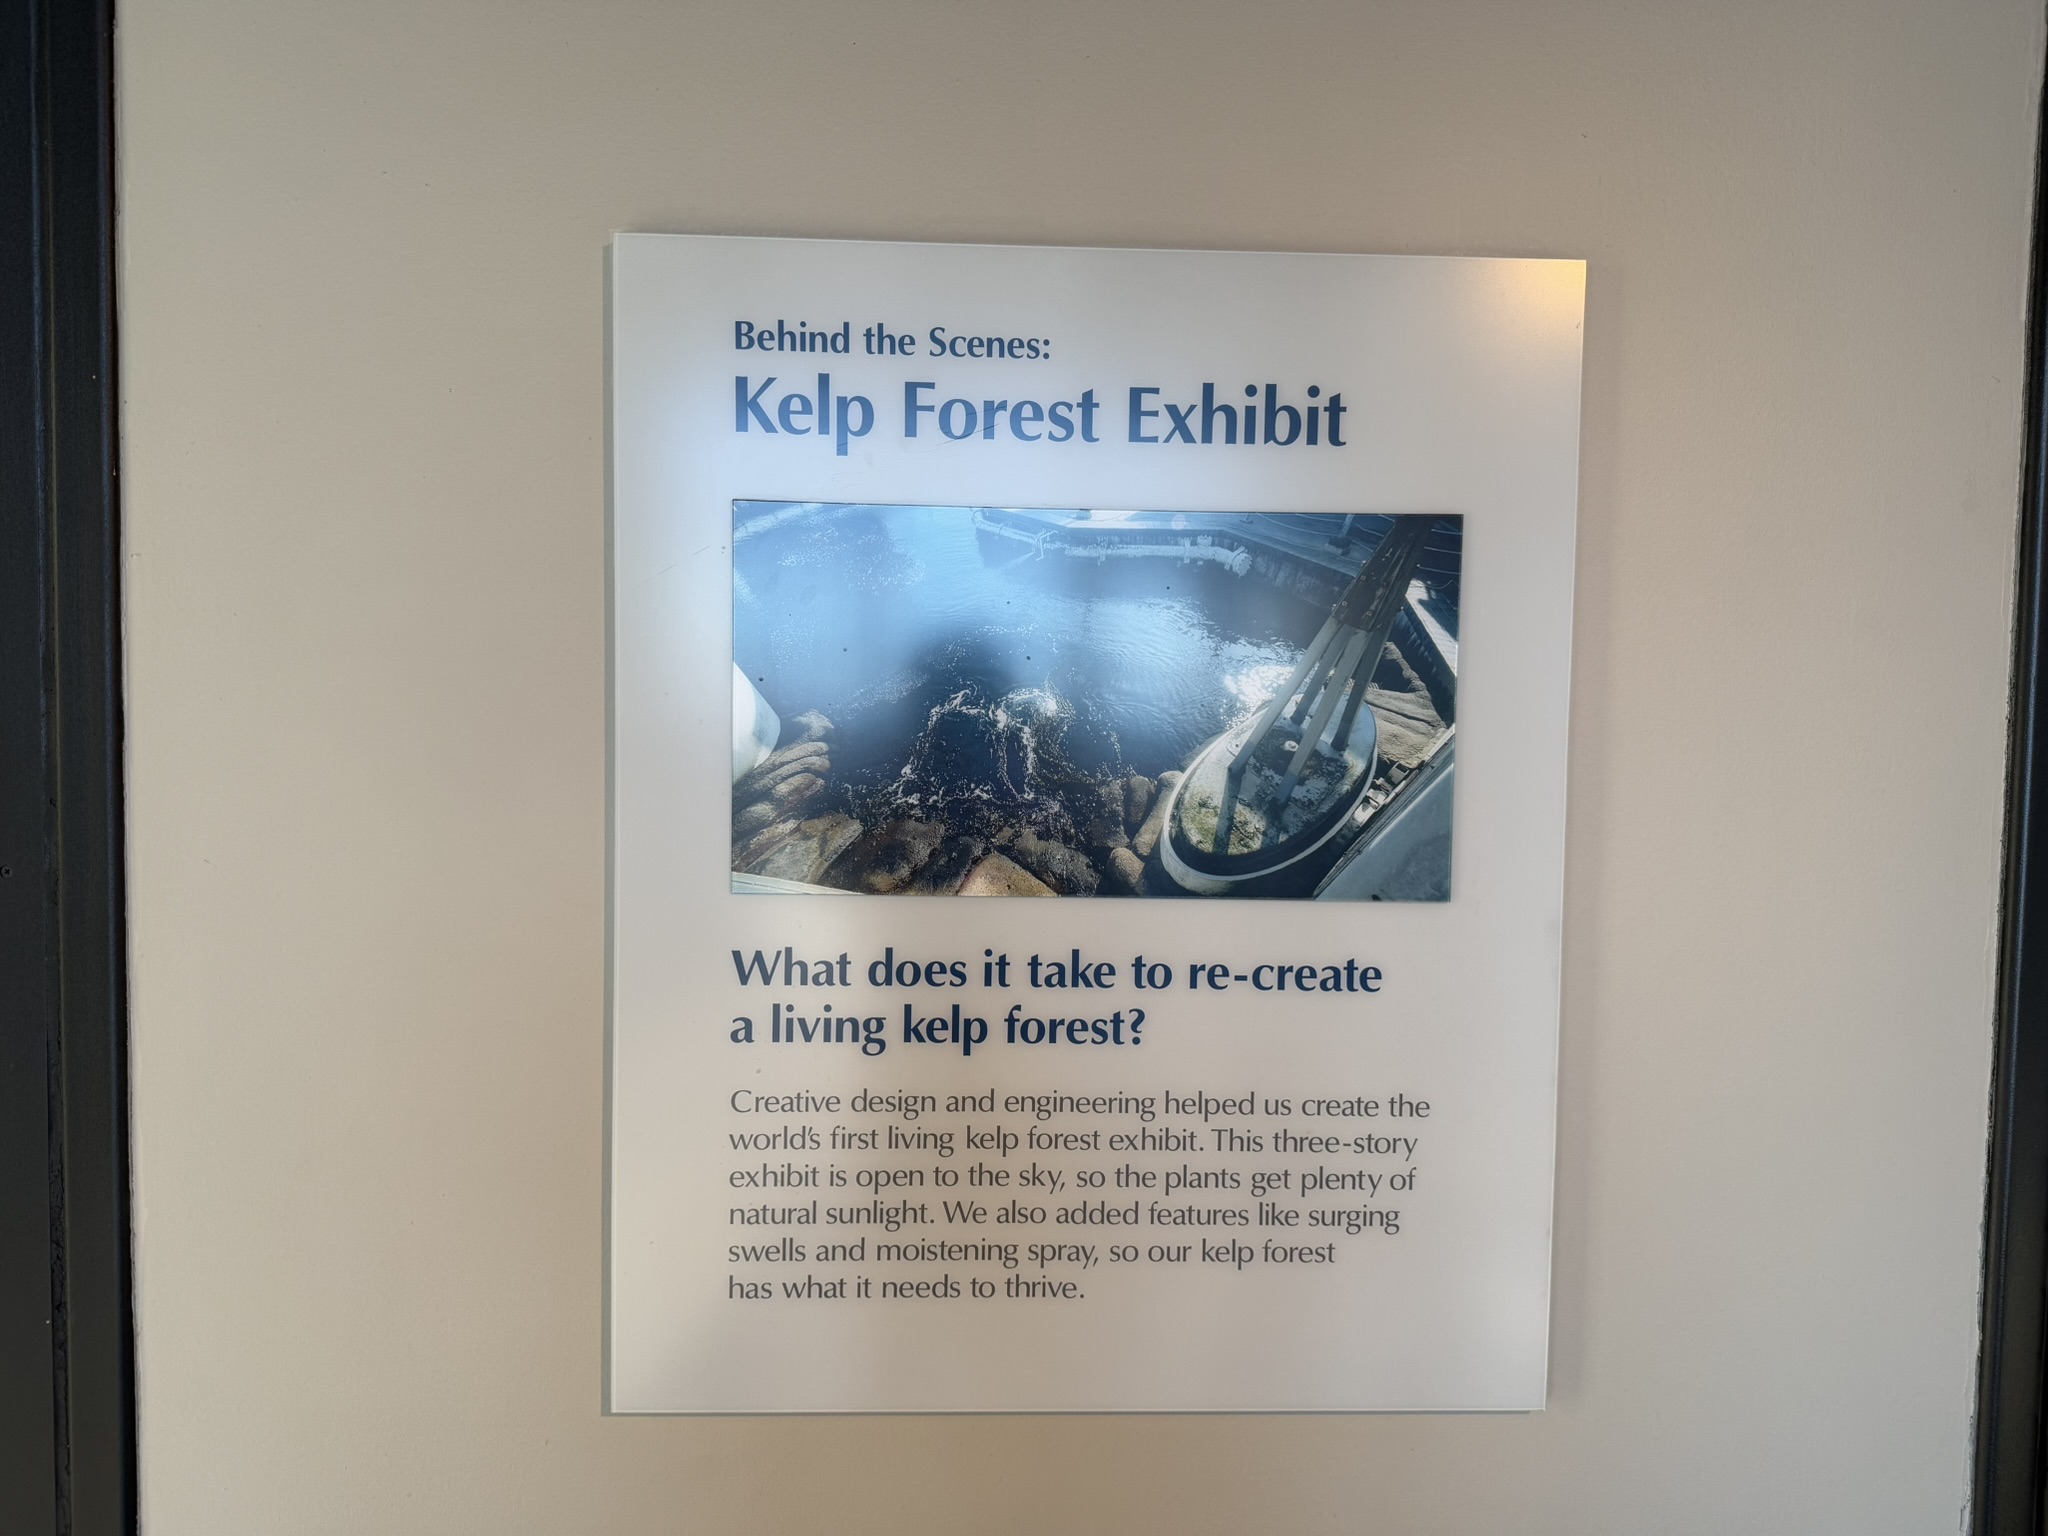 Behind the Scenes:
Kelp Forest Exhibit
What does it take to re-create
a living kelp forest?
Creative design and engineering helped us create the
world's first living kelp forest exhibit. This three-story
exhibit is open to the sky, so the plants get plenty of
natural sunlight. We also added features like surging
swells and moistening spray, so our kelp forest
has what it needs to thrive.